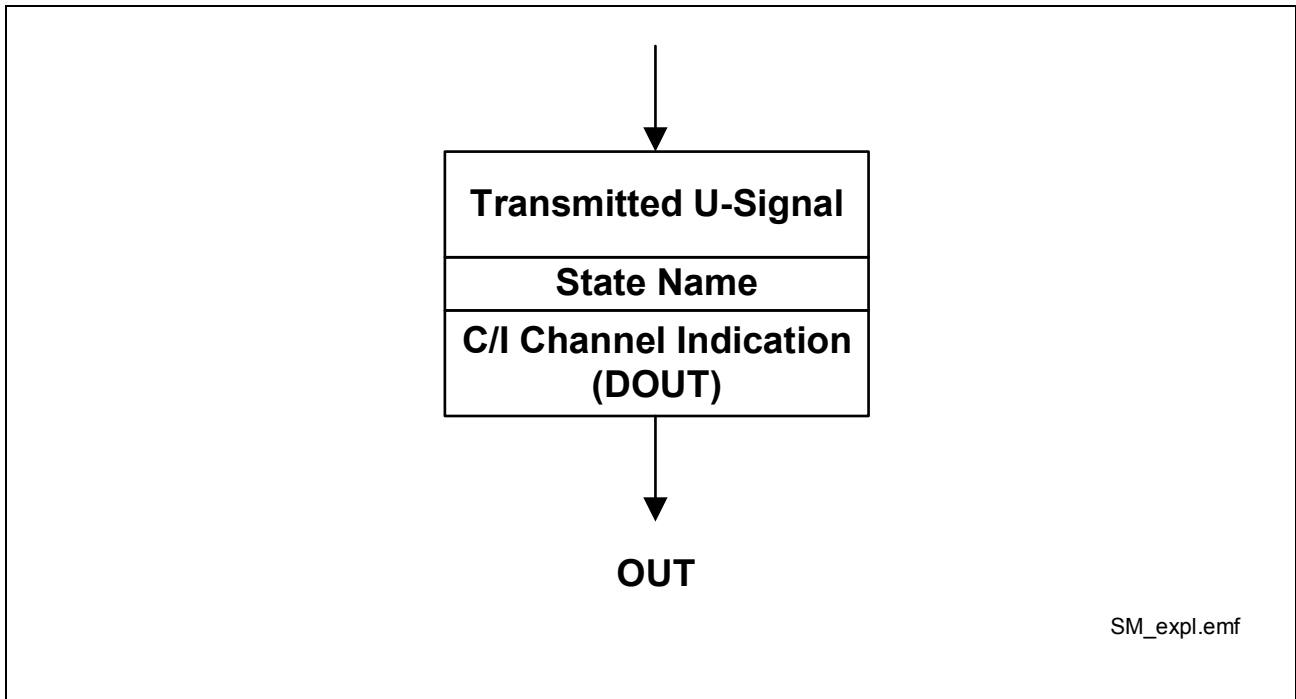 Transmitted U-Signal
State Name
C/I Channel Indication
(DOUT)
OUT
SM_expl.emf